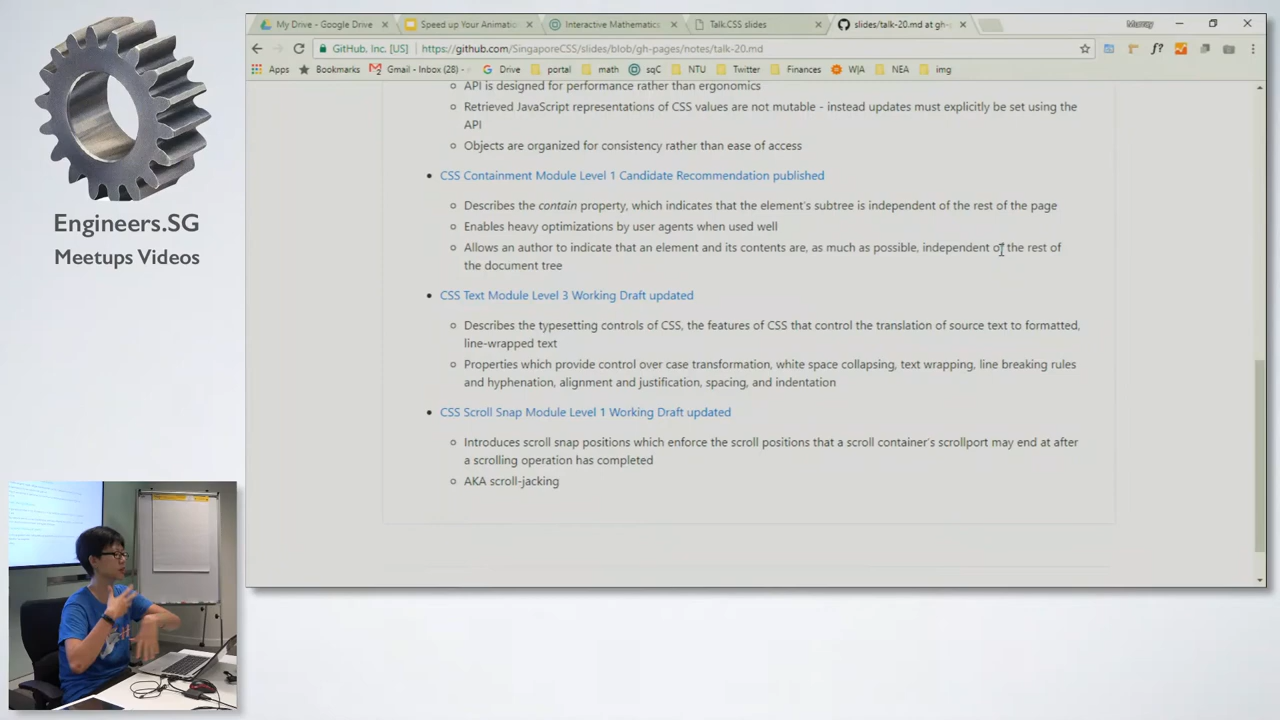 My Drive - Google Drive
Speed up Your Animatio
Interactive Mathematics
Talk.CSS slides
slides/talk-20.md at gh-
Murray
GitHub, Inc. [US]
https://github.com/SingaporeCSS/slides/blob/gh-pages/notes/talk-20.md
Apps
Bookmarks
Gmail - Inbox (28) -
Drive
portal
math
sqC
NTU
Twitter
Finances
WJA
NEA
img
API is designed for performance rather than ergonomics
Retrieved JavaScript representations of CSS values are not mutable - instead updates must explicitly be set using the
API
Objects are organized for consistency rather than ease of access
CSS Containment Module Level 1 Candidate Recommendation published
Describes the contain property, which indicates that the element's subtree is independent of the rest of the page
Enables heavy optimizations by user agents when used well
Allows an author to indicate that an element and its contents are, as much as possible, independent of the rest of
the document tree
CSS Text Module Level 3 Working Draft updated
Describes the typesetting controls of CSS, the features of CSS that control the translation of source text to formatted,
line-wrapped text
Properties which provide control over case transformation, white space collapsing, text wrapping, line breaking rules
and hyphenation, alignment and justification, spacing, and indentation
CSS Scroll Snap Module Level 1 Working Draft updated
Introduces scroll snap positions which enforce the scroll positions that a scroll container's scrollport may end at after
a scrolling operation has completed
AKA scroll-jacking
Engineers.SG
Meetups Videos